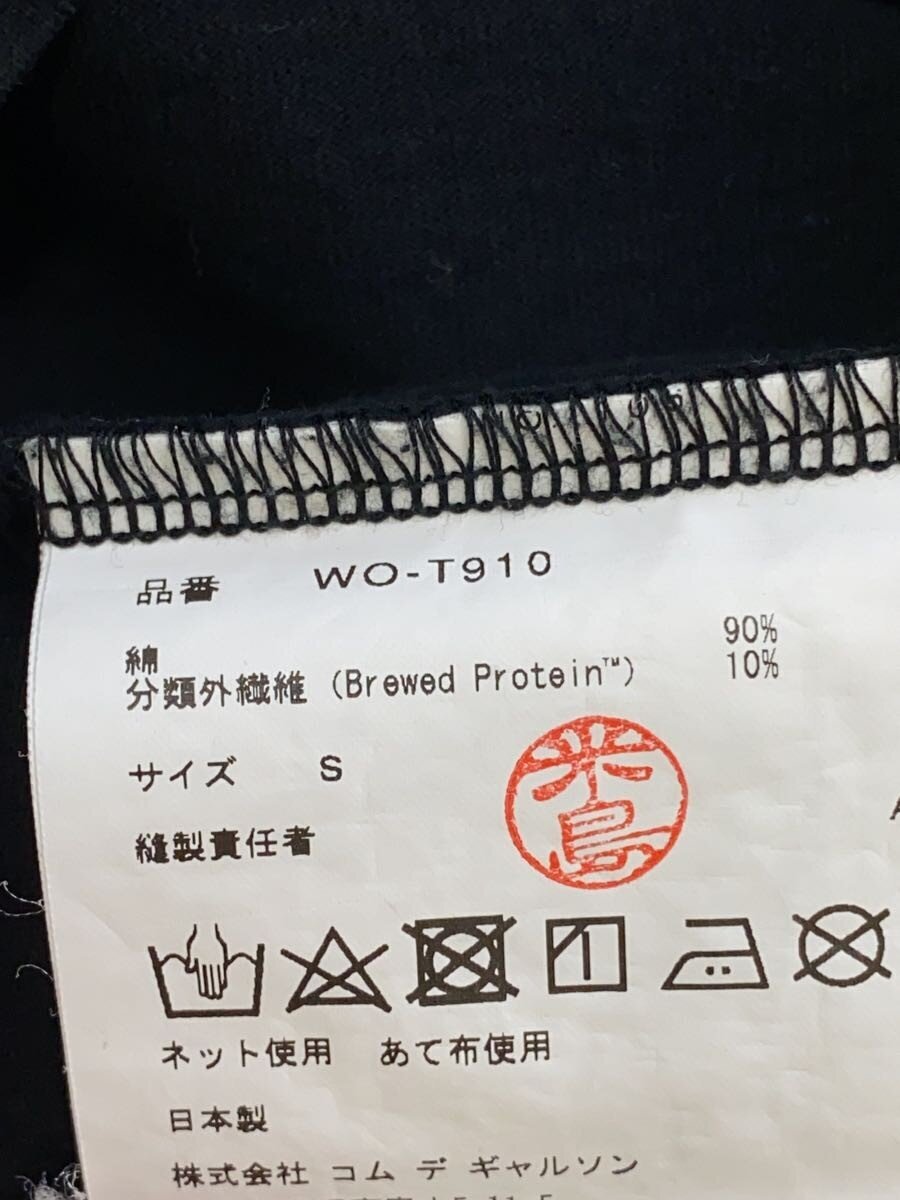 品番 WO-T910
綿 90%
分類外繊維 (Brewed Protein™) 10%
サイズ S
米島
縫製責任者
ネット使用 あて布使用
日本製
株式会社 コム デ ギャルソン